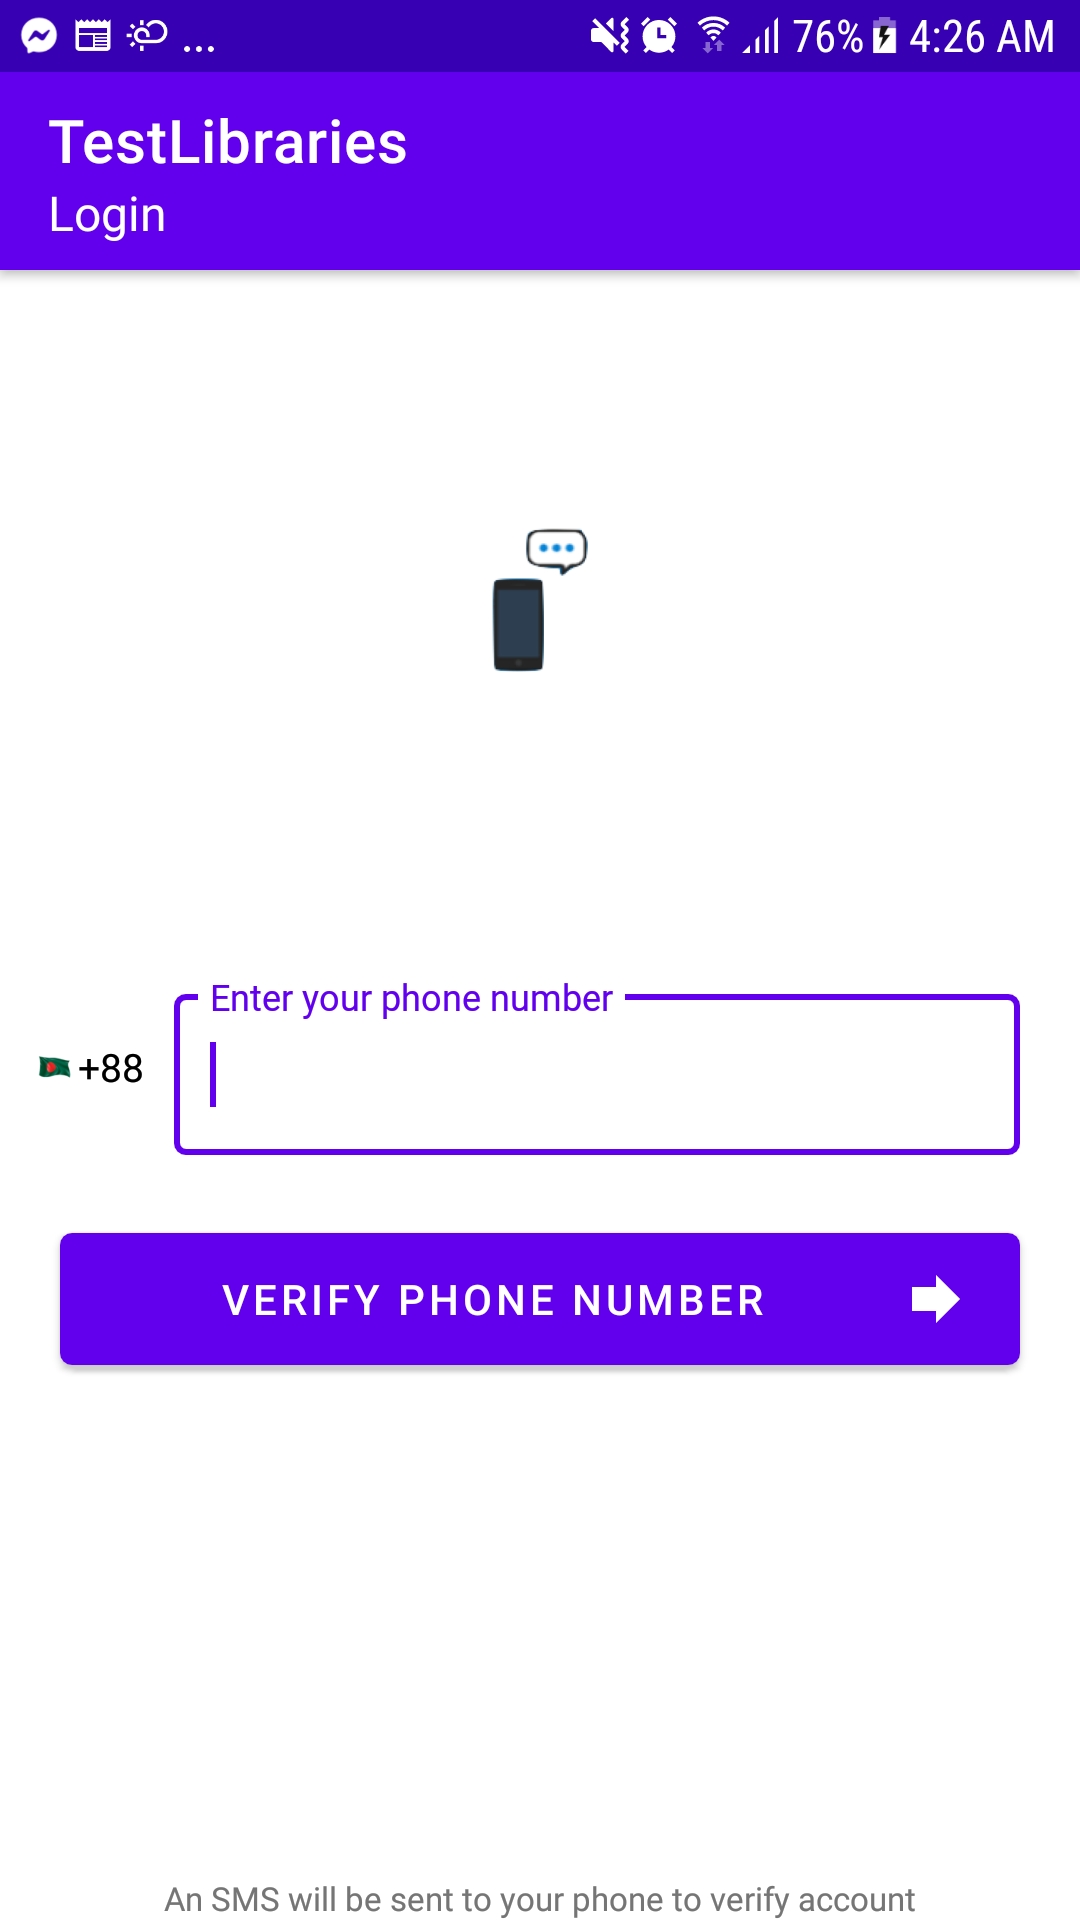 ... 76% 4:26 AM
TestLibraries
Login
Enter your phone number
+88
VERIFY PHONE NUMBER
An SMS will be sent to your phone to verify account